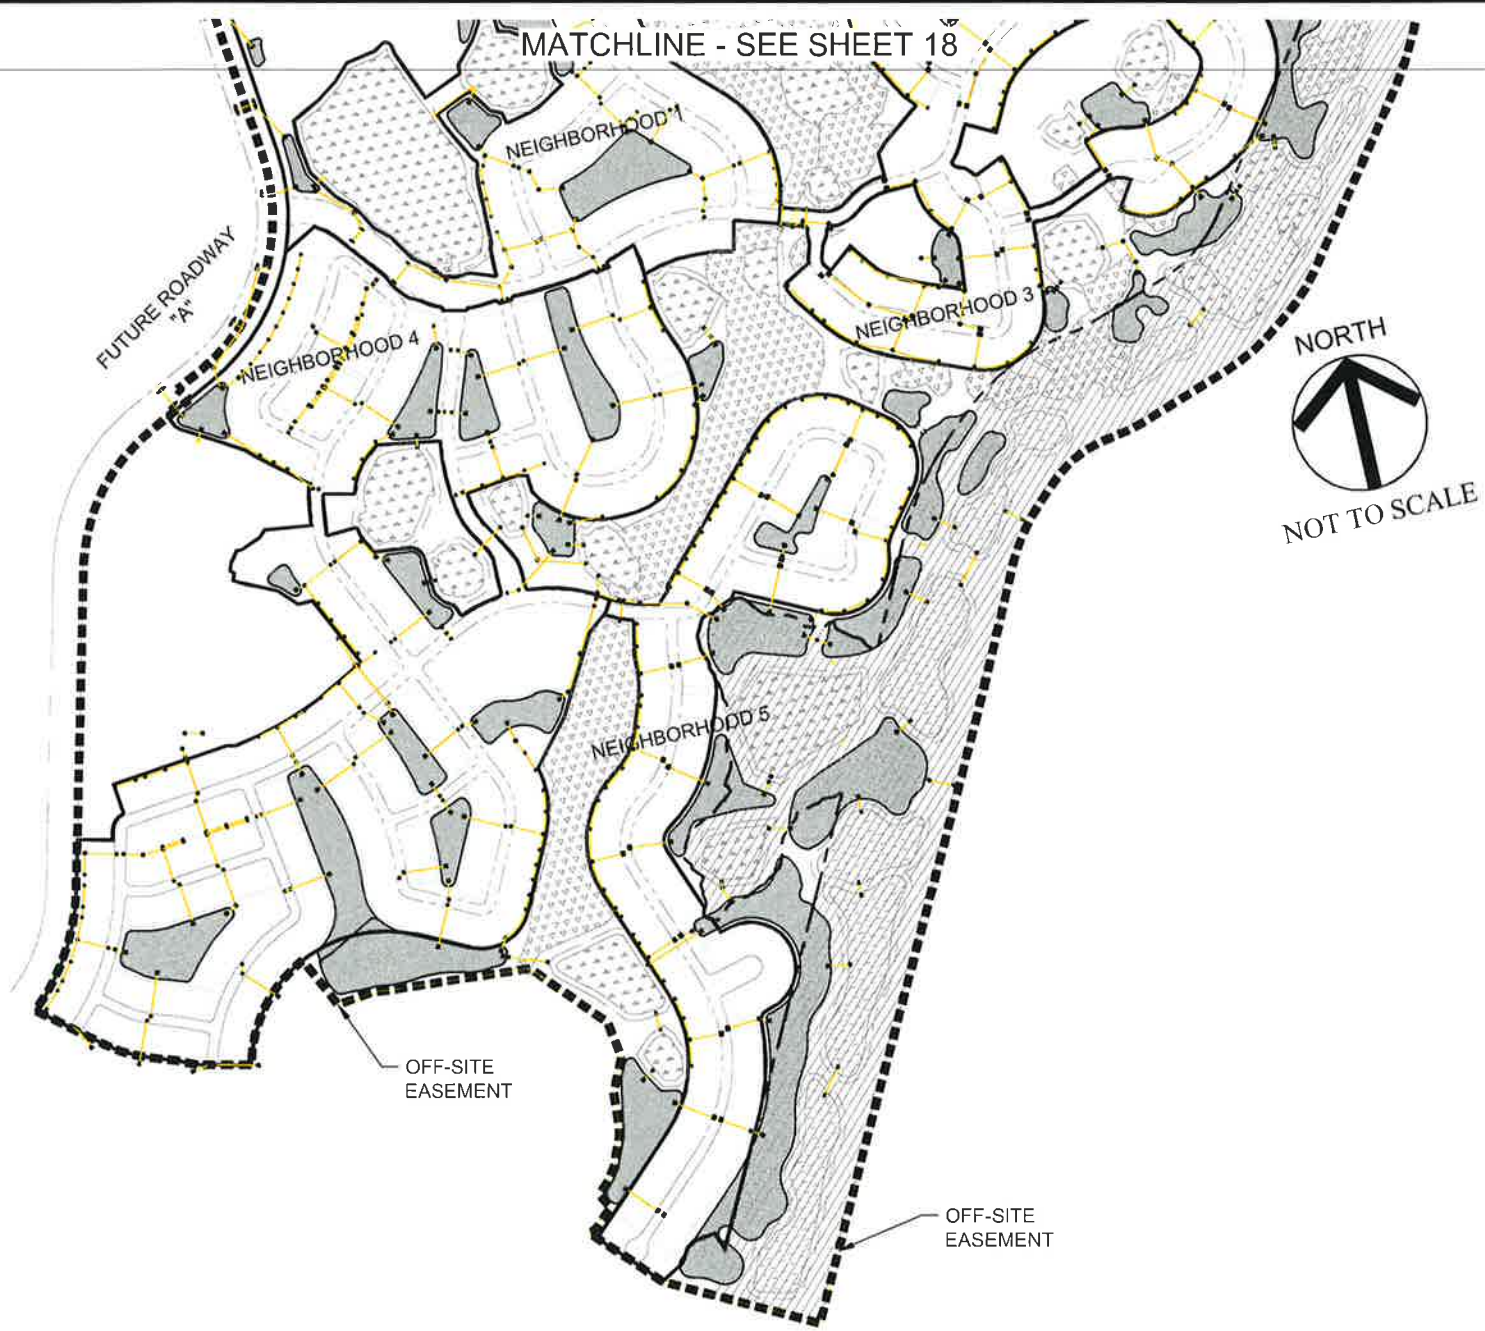 MATCHLINE - SEE SHEET 18
NEIGHBORHOOD 1
FUTURE ROADWAY
"A"
NEIGHBORHOOD 4
NEIGHBORHOOD 3
NORTH
NOT TO SCALE
NEIGHBORHOOD 5
OFF-SITE
EASEMENT
OFF-SITE
EASEMENT